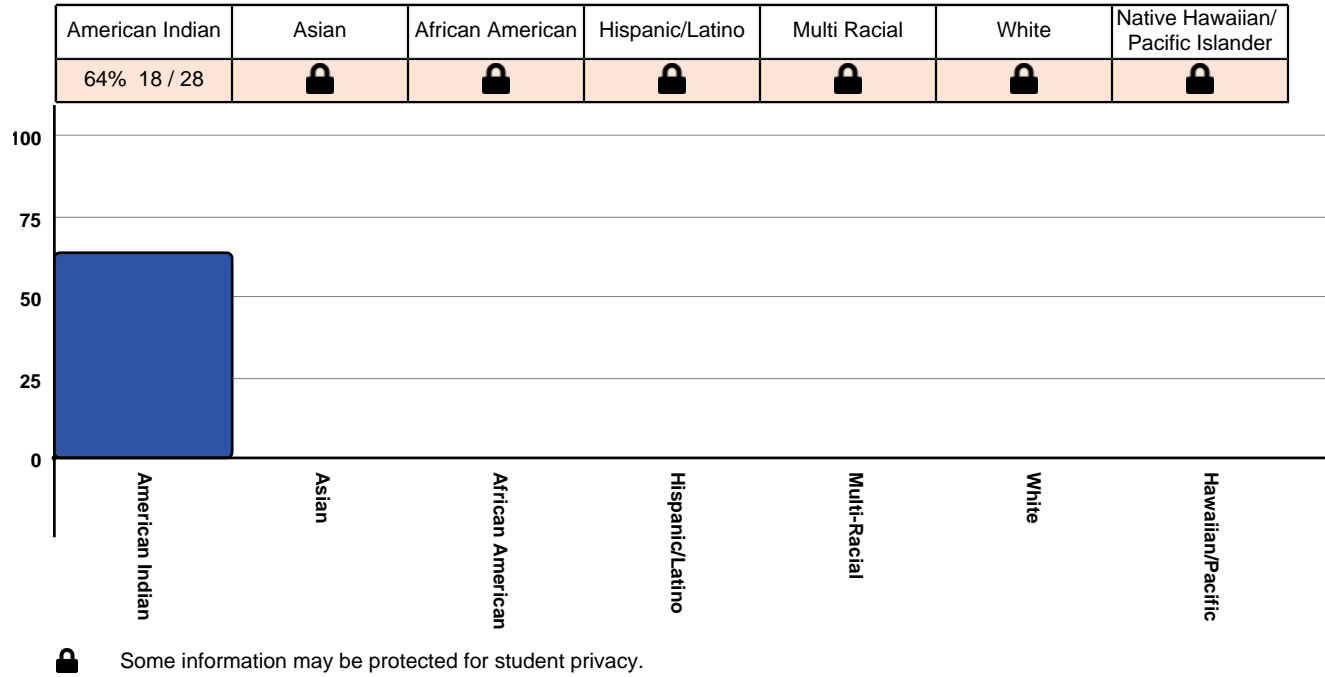 American Indian Asian African American Hispanic/Latino Multi Racial White Native Hawaiian/
Pacific Islander
64% 18 / 28
100
75
50
25
0
American Indian
Asian
African American
Hispanic/Latino
Multi-Racial
White
Hawaiian/Pacific
Some information may be protected for student privacy.